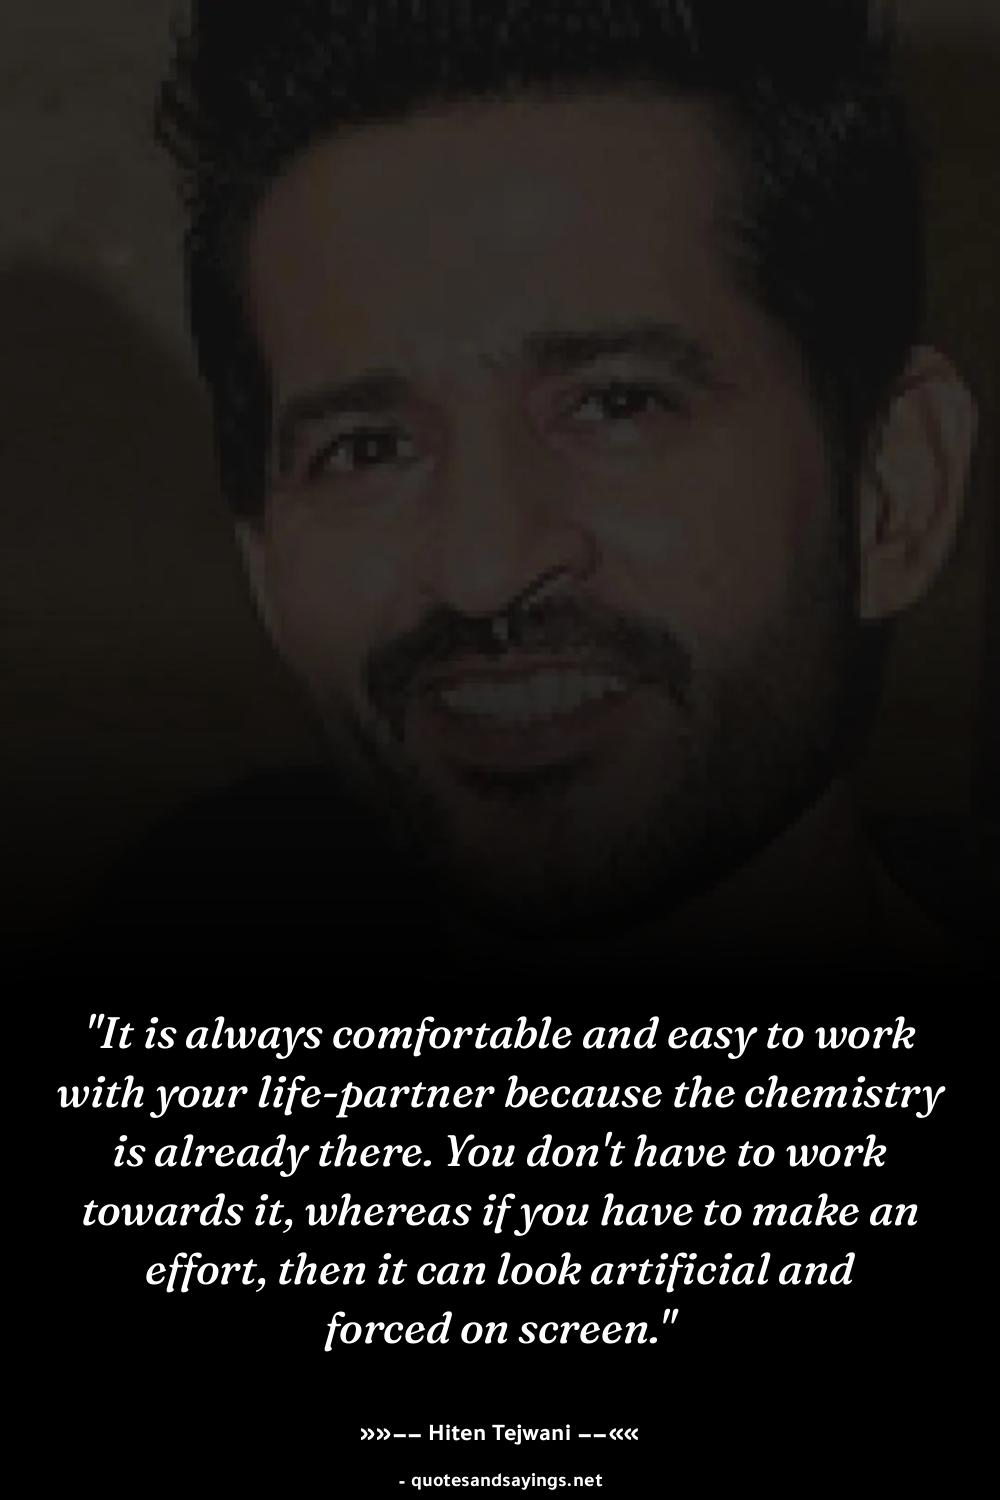 "It is always comfortable and easy to work
with your life-partner because the chemistry
is already there. You don't have to work
towards it, whereas if you have to make an
effort, then it can look artificial and
forced on screen."
»»—— Hiten Tejwani ——««
- quotesandsayings.net